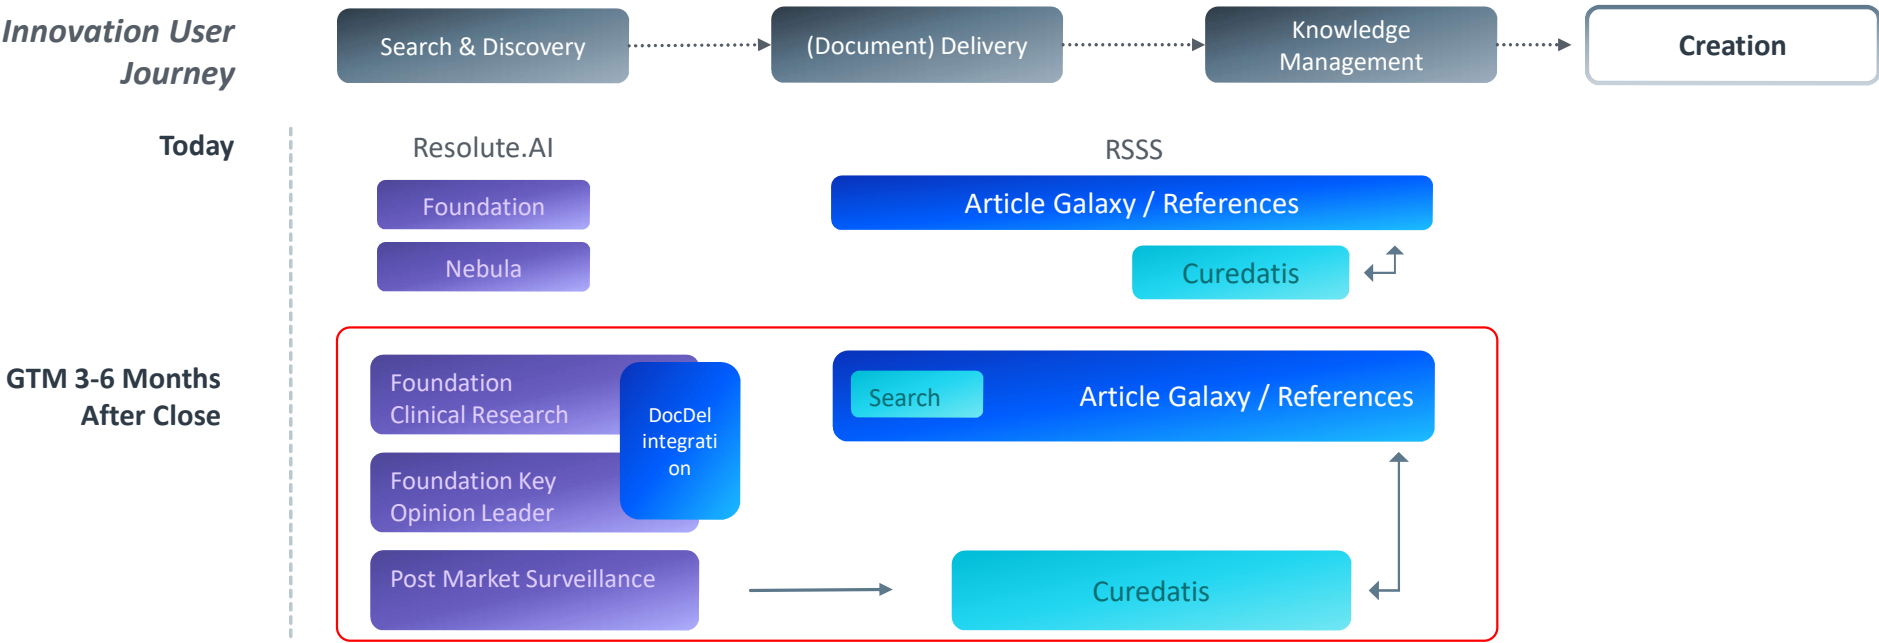 Innovation User
Journey
Search & Discovery
(Document) Delivery
Knowledge
Management
Creation
Today
Resolute.AI
RSSS
Foundation
Article Galaxy / References
Nebula
Curedatis
GTM 3-6 Months
After Close
Foundation
Clinical Research
DocDel
integrati
on
Search
Article Galaxy / References
Foundation Key
Opinion Leader
Post Market Surveillance
Curedatis